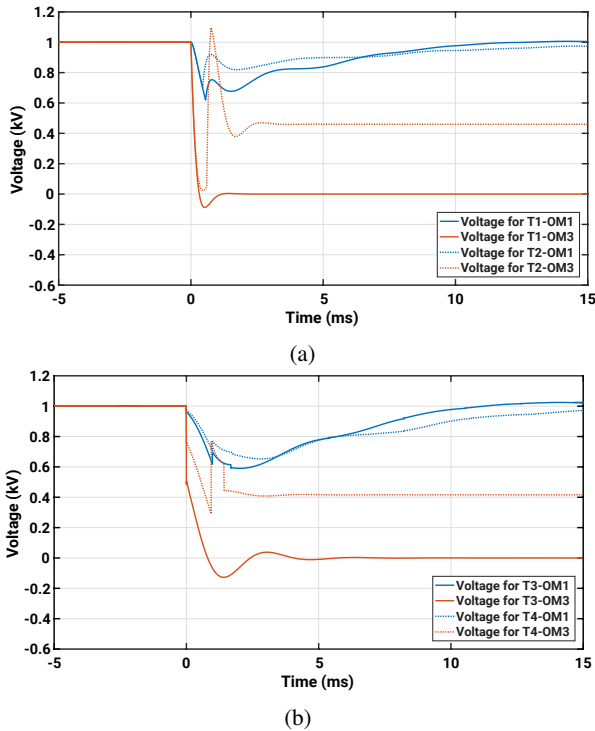 1.2
1
0.8
0.6
0.4
0.2
0
-0.2
-0.4
-0.6
Voltage (kV)
Voltage for T1-OM1
Voltage for T1-OM3
Voltage for T2-OM1
Voltage for T2-OM3
-5 0 5 10 15
Time (ms)
(a)
1.2
1
0.8
0.6
0.4
0.2
0
-0.2
-0.4
-0.6
Voltage (kV)
Voltage for T3-OM1
Voltage for T3-OM3
Voltage for T4-OM1
Voltage for T4-OM3
-5 0 5 10 15
Time (ms)
(b)